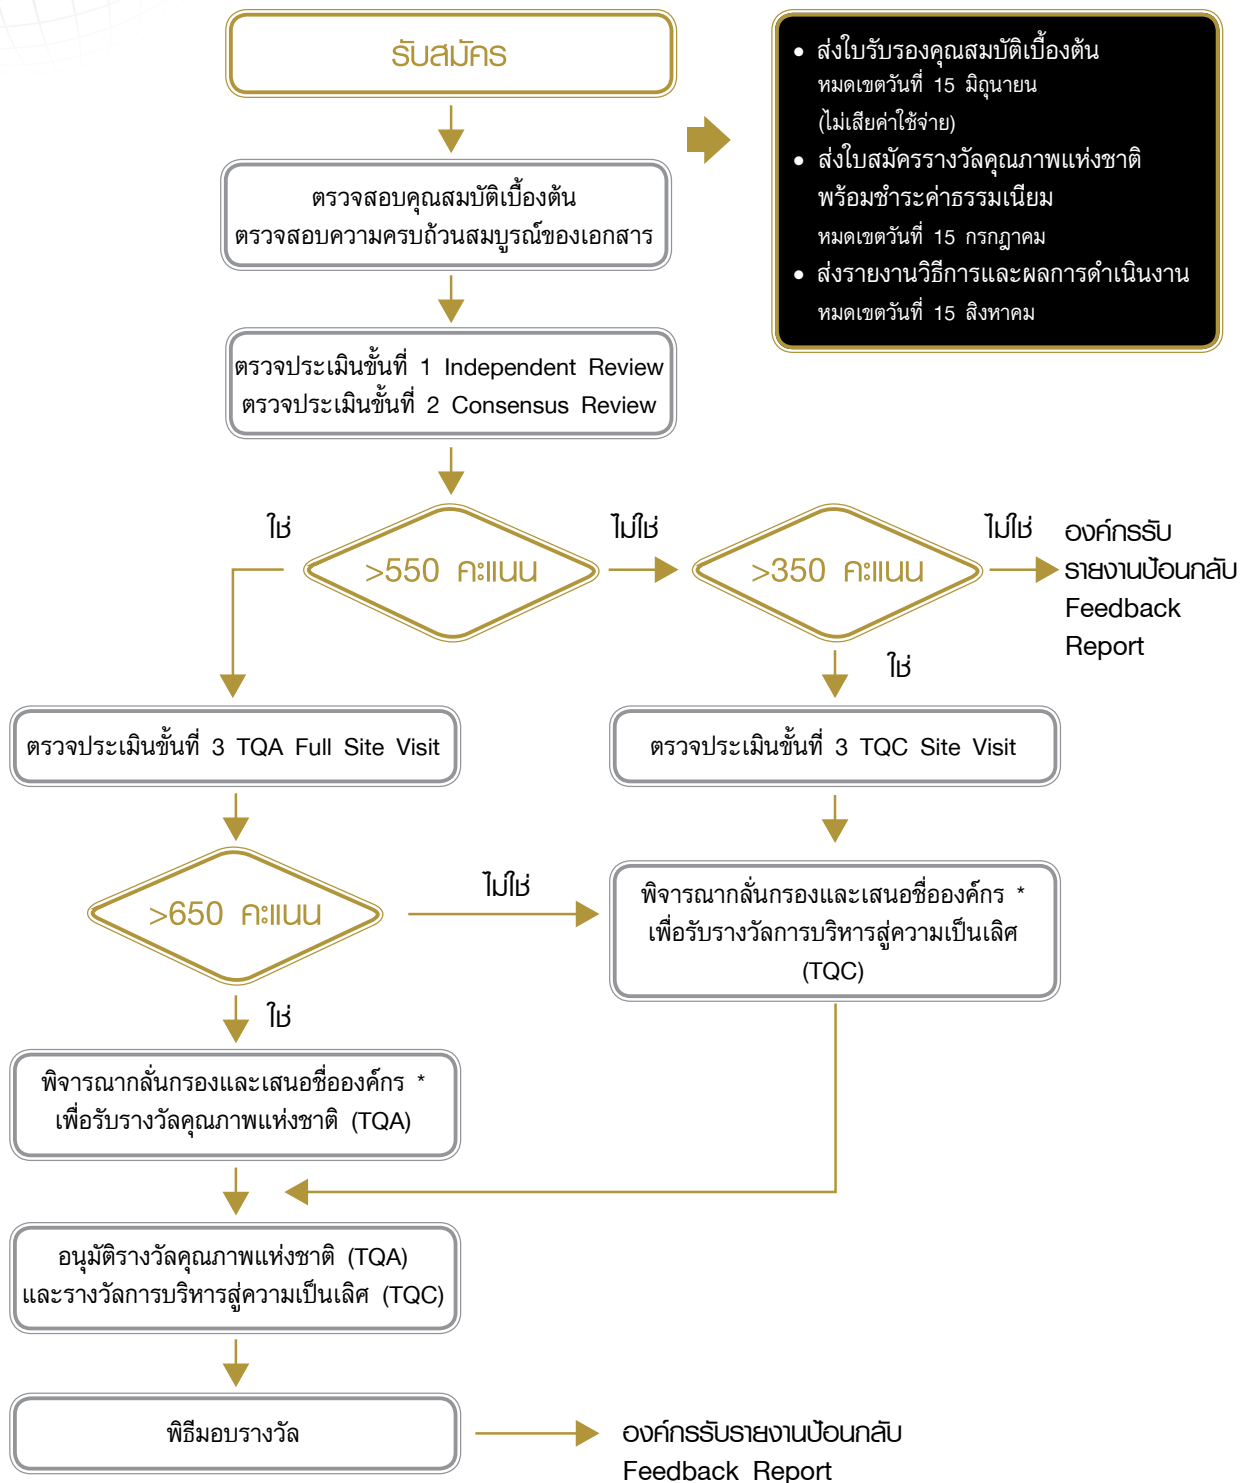 รับสมัคร
• ส่งใบรับรองคุณสมบัติเบื้องต้น
หมดเขตวันที่ 15 มิถุนายน
(ไม่เสียค่าใช้จ่าย)
• ส่งใบสมัครรางวัลคุณภาพแห่งชาติ
พร้อมชำระค่าธรรมเนียม
หมดเขตวันที่ 15 กรกฎาคม
• ส่งรายงานวิธีการและผลการดำเนินงาน
หมดเขตวันที่ 15 สิงหาคม
ตรวจสอบคุณสมบัติเบื้องต้น
ตรวจสอบความครบถ้วนสมบูรณ์ของเอกสาร
ตรวจประเมินขั้นที่ 1 Independent Review
ตรวจประเมินขั้นที่ 2 Consensus Review
ใช่
>550 คะแนน
ไม่ใช่
>350 คะแนน
ไม่ใช่
องค์กรรับ
รายงานป้อนกลับ
Feedback
Report
ใช่
ตรวจประเมินขั้นที่ 3 TQA Full Site Visit
ตรวจประเมินขั้นที่ 3 TQC Site Visit
>650 คะแนน
ไม่ใช่
พิจารณากลั่นกรองและเสนอชื่อองค์กร *
เพื่อรับรางวัลการบริหารสู่ความเป็นเลิศ
(TQC)
ใช่
พิจารณากลั่นกรองและเสนอชื่อองค์กร *
เพื่อรับรางวัลคุณภาพแห่งชาติ (TQA)
อนุมัติรางวัลคุณภาพแห่งชาติ (TQA)
และรางวัลการบริหารสู่ความเป็นเลิศ (TQC)
พิธีมอบรางวัล
องค์กรรับรายงานป้อนกลับ
Feedback Report